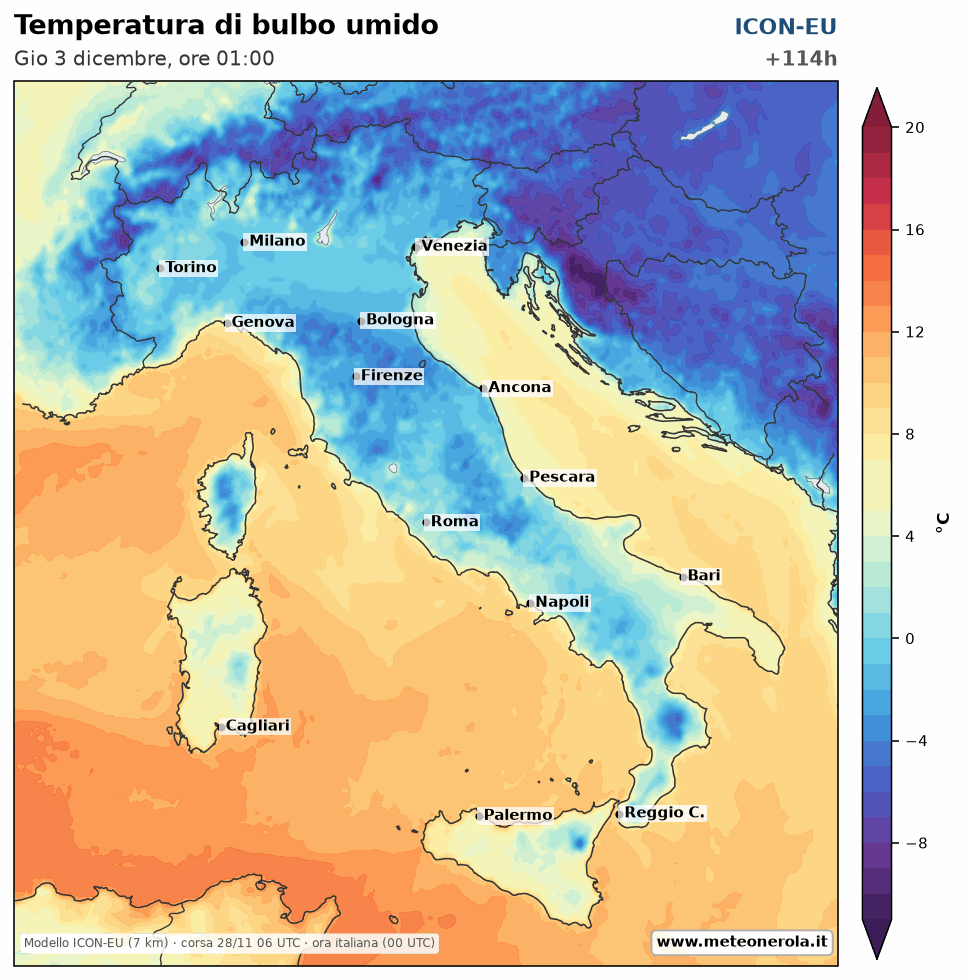 Temperatura di bulbo umido
ICON-EU
Gio 3 dicembre, ore 01:00
+114h
20
16
12
8
4
0
−4
−8
°C
Milano
Venezia
Torino
Genova
Bologna
Firenze
Ancona
Pescara
Roma
Bari
Napoli
Cagliari
Palermo
Reggio C.
Modello ICON-EU (7 km) · corsa 28/11 06 UTC · ora italiana (00 UTC)
www.meteonerola.it